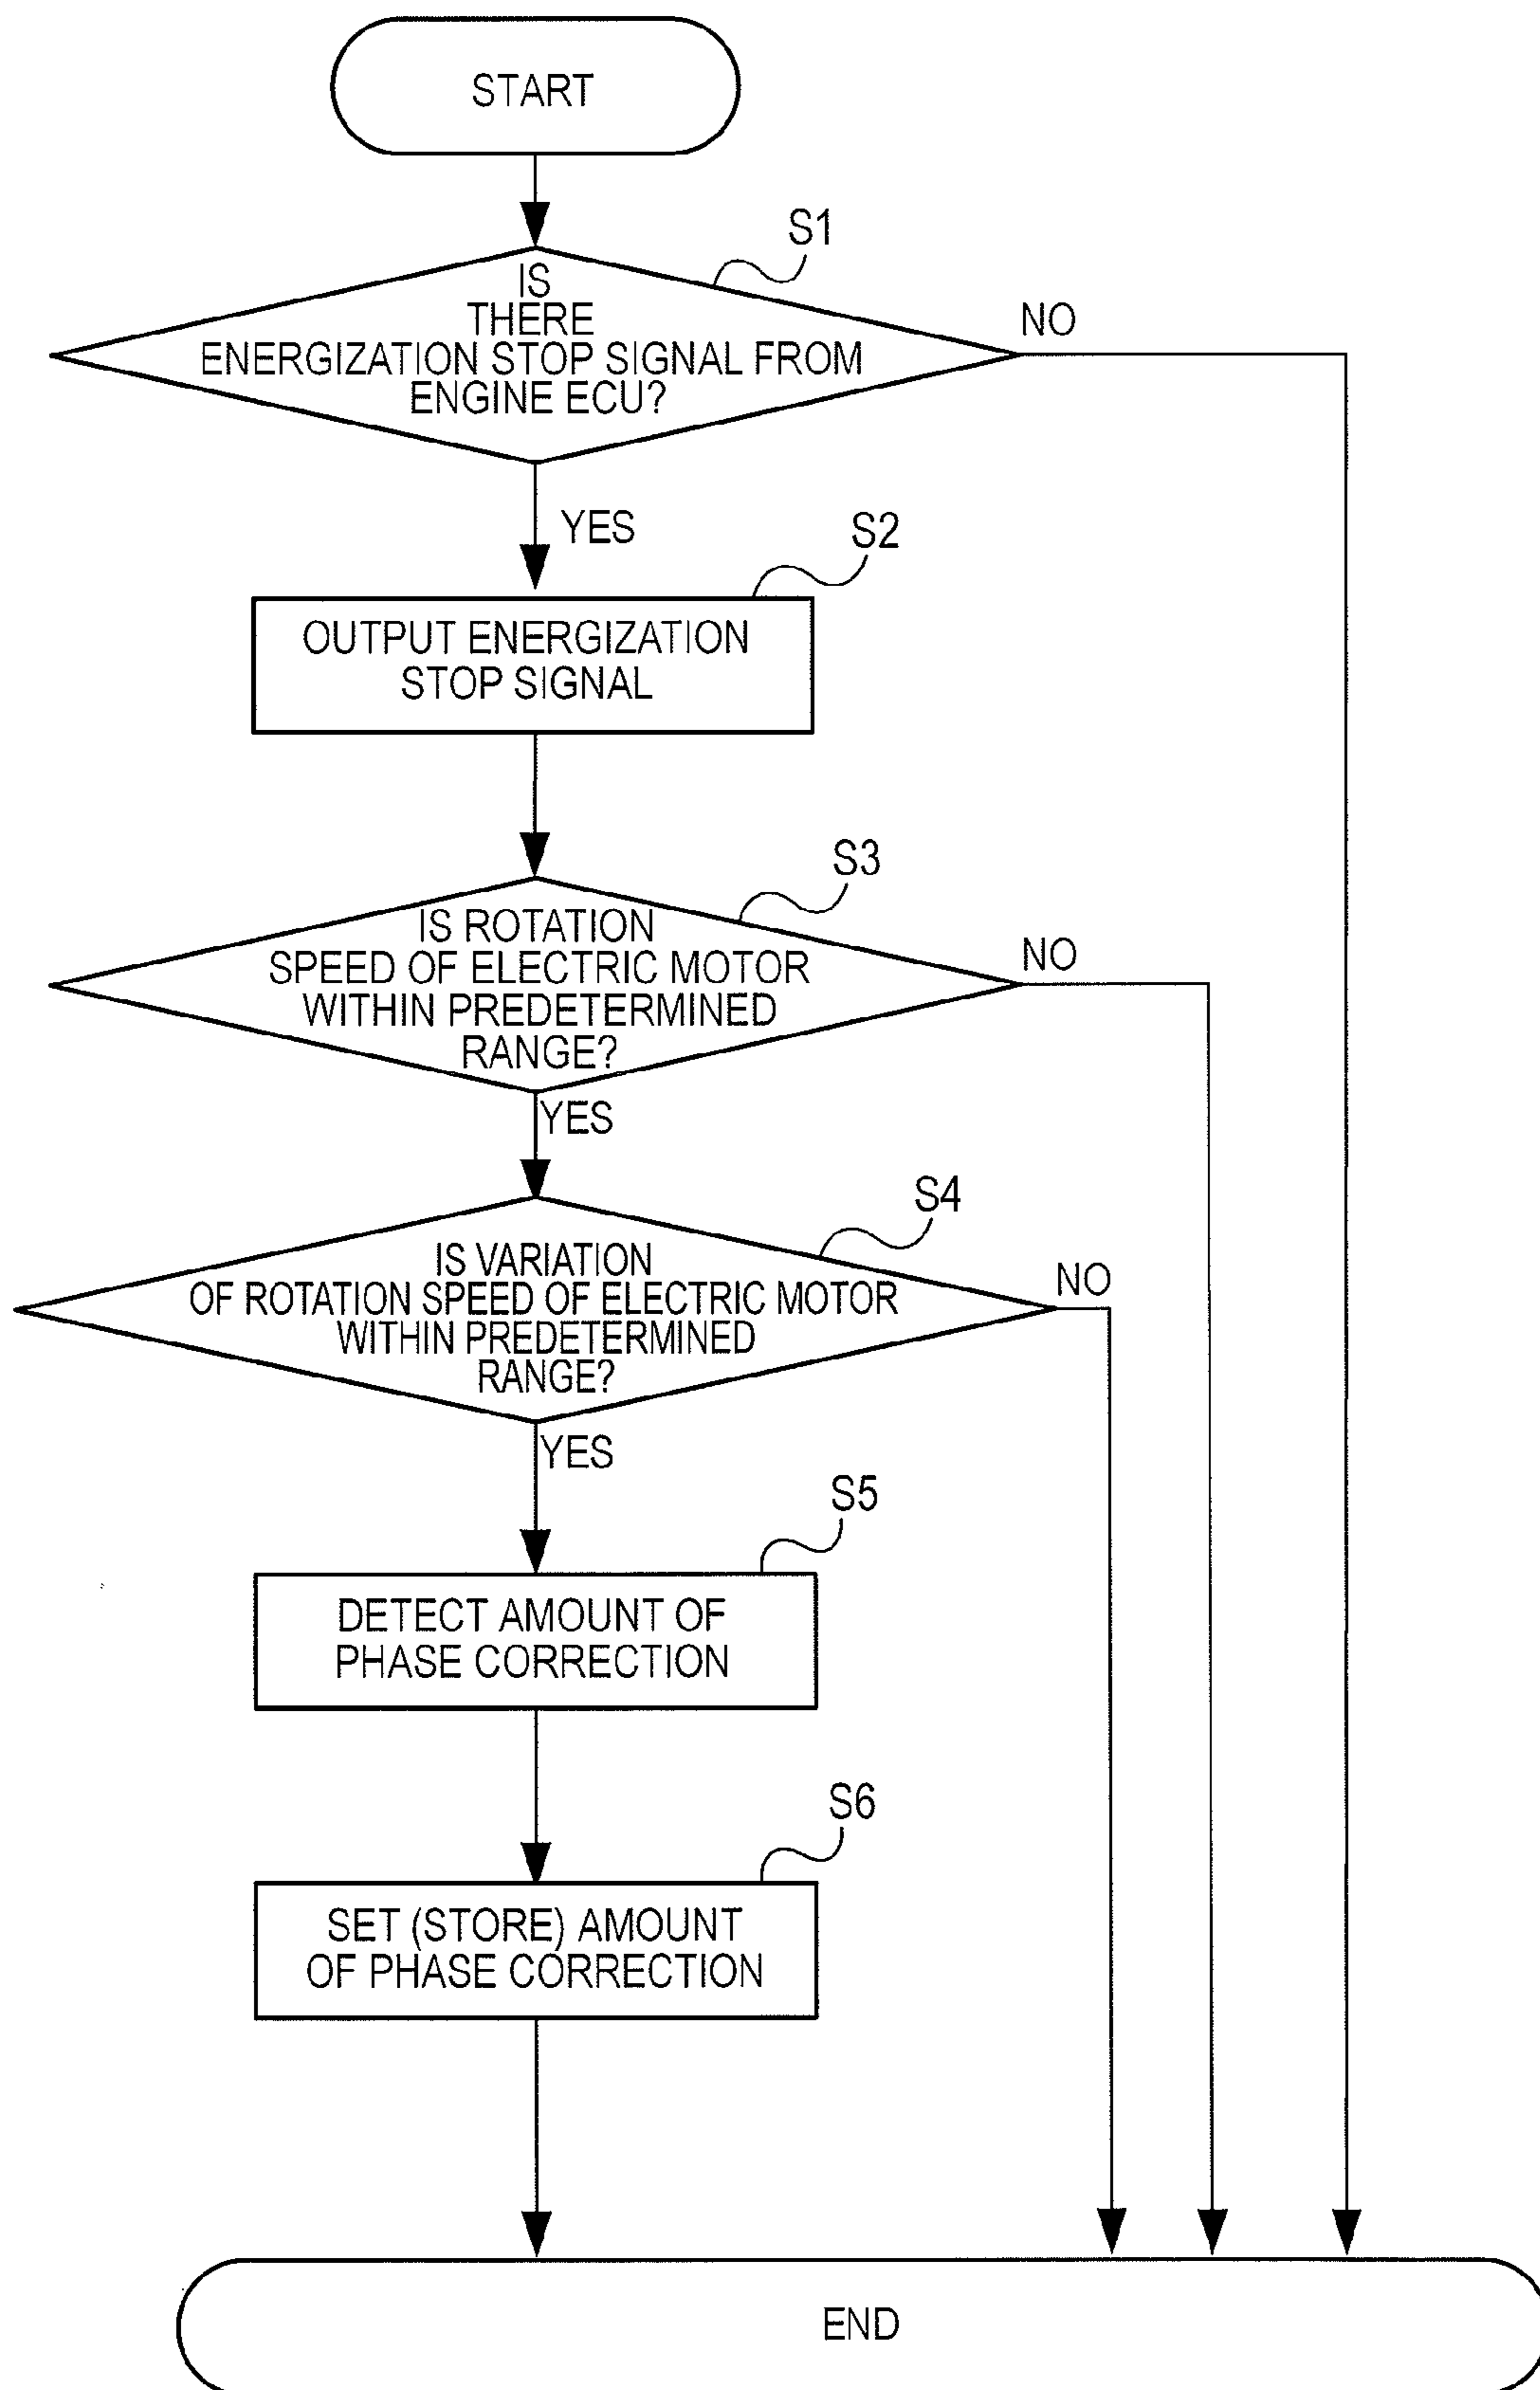 START
S1
IS
THERE
ENERGIZATION STOP SIGNAL FROM
ENGINE ECU?
NO
YES
S2
OUTPUT ENERGIZATION
STOP SIGNAL
S3
IS ROTATION
SPEED OF ELECTRIC MOTOR
WITHIN PREDETERMINED
RANGE?
NO
YES
S4
IS VARIATION
OF ROTATION SPEED OF ELECTRIC MOTOR
WITHIN PREDETERMINED
RANGE?
NO
YES
S5
DETECT AMOUNT OF
PHASE CORRECTION
S6
SET (STORE) AMOUNT
OF PHASE CORRECTION
END